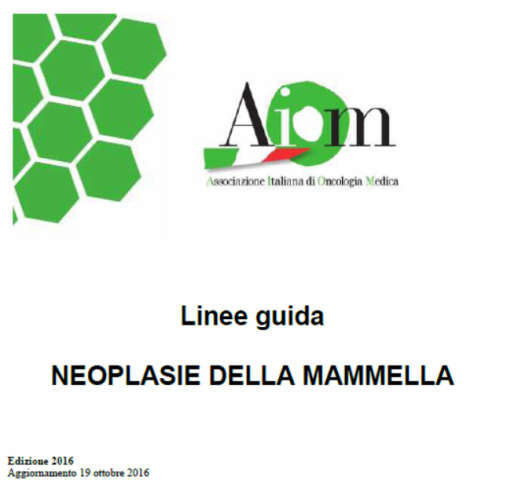 Aiom
Associazione Italiana di Oncologia Medica
Linee guida
NEOPLASIE DELLA MAMMELLA
Edizione 2016
Aggiornamento 19 ottobre 2016